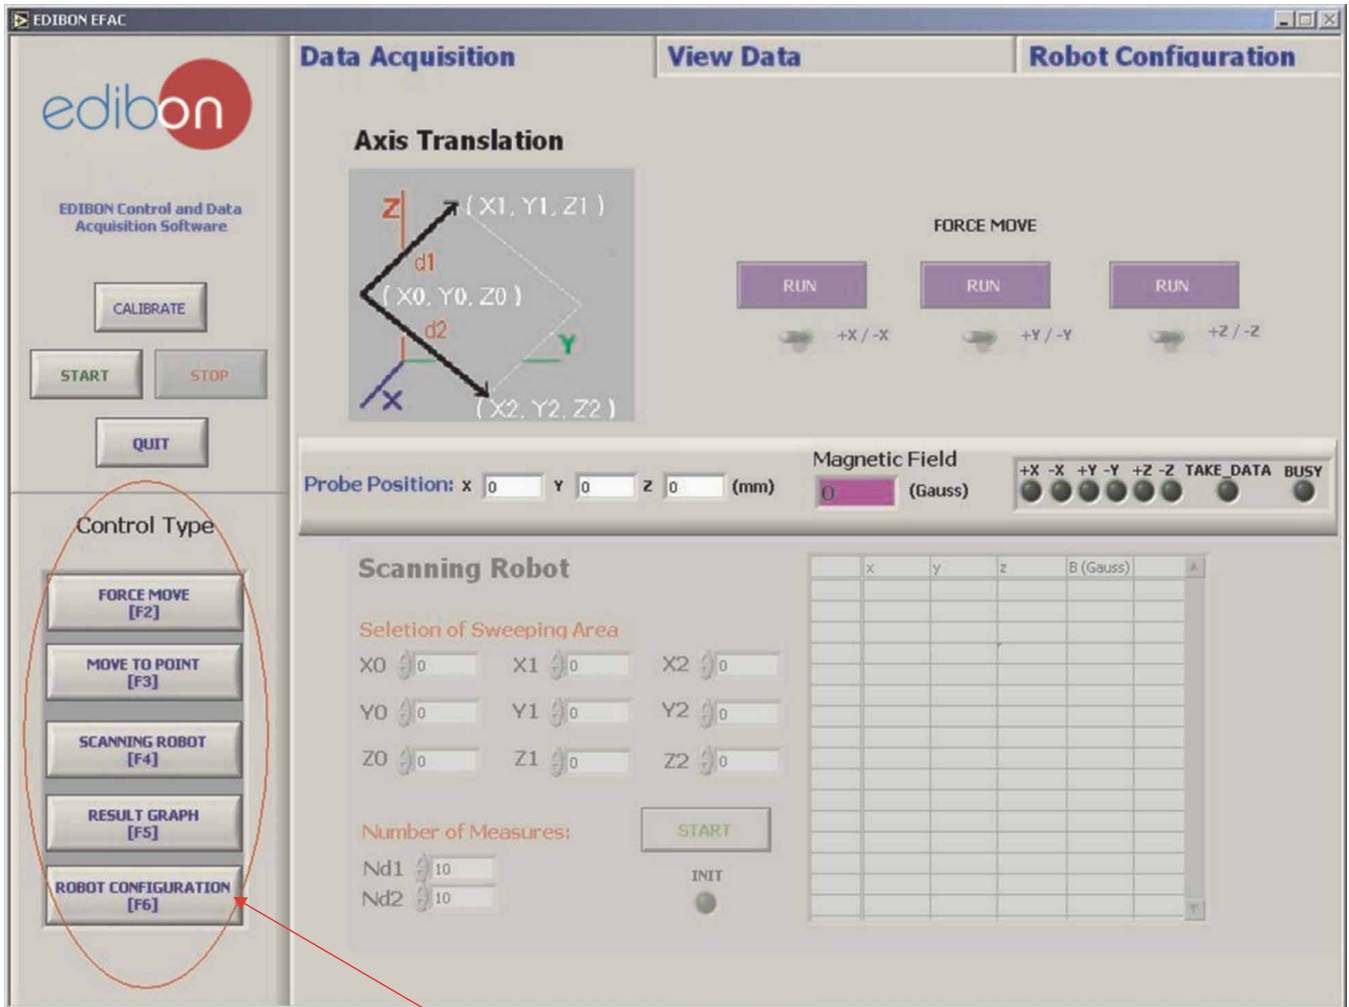 EDIBON EFAC
edibon
EDIBON Control and Data
Acquisition Software
CALIBRATE
START STOP
QUIT
Control Type
FORCE MOVE
[F2]
MOVE TO POINT
[F3]
SCANNING ROBOT
[F4]
RESULT GRAPH
[F5]
ROBOT CONFIGURATION
[F6]
Data Acquisition View Data Robot Configuration
Axis Translation
Z (X1, Y1, Z1)
d1
(X0, Y0, Z0)
d2
Y
X
(X2, Y2, Z2)
FORCE MOVE
RUN RUN RUN
+X / -X +Y / -Y +Z / -Z
Probe Position: X 0 Y 0 Z 0 (mm)
Magnetic Field
0 (Gauss)
+X -X +Y -Y +Z -Z TAKE_DATA BUSY
Scanning Robot
Seletion of Sweeping Area
X0 0 X1 0 X2 0
Y0 0 Y1 0 Y2 0
Z0 0 Z1 0 Z2 0
Number of Measures:
Nd1 10
Nd2 10
START
INIT
x y z B (Gauss)